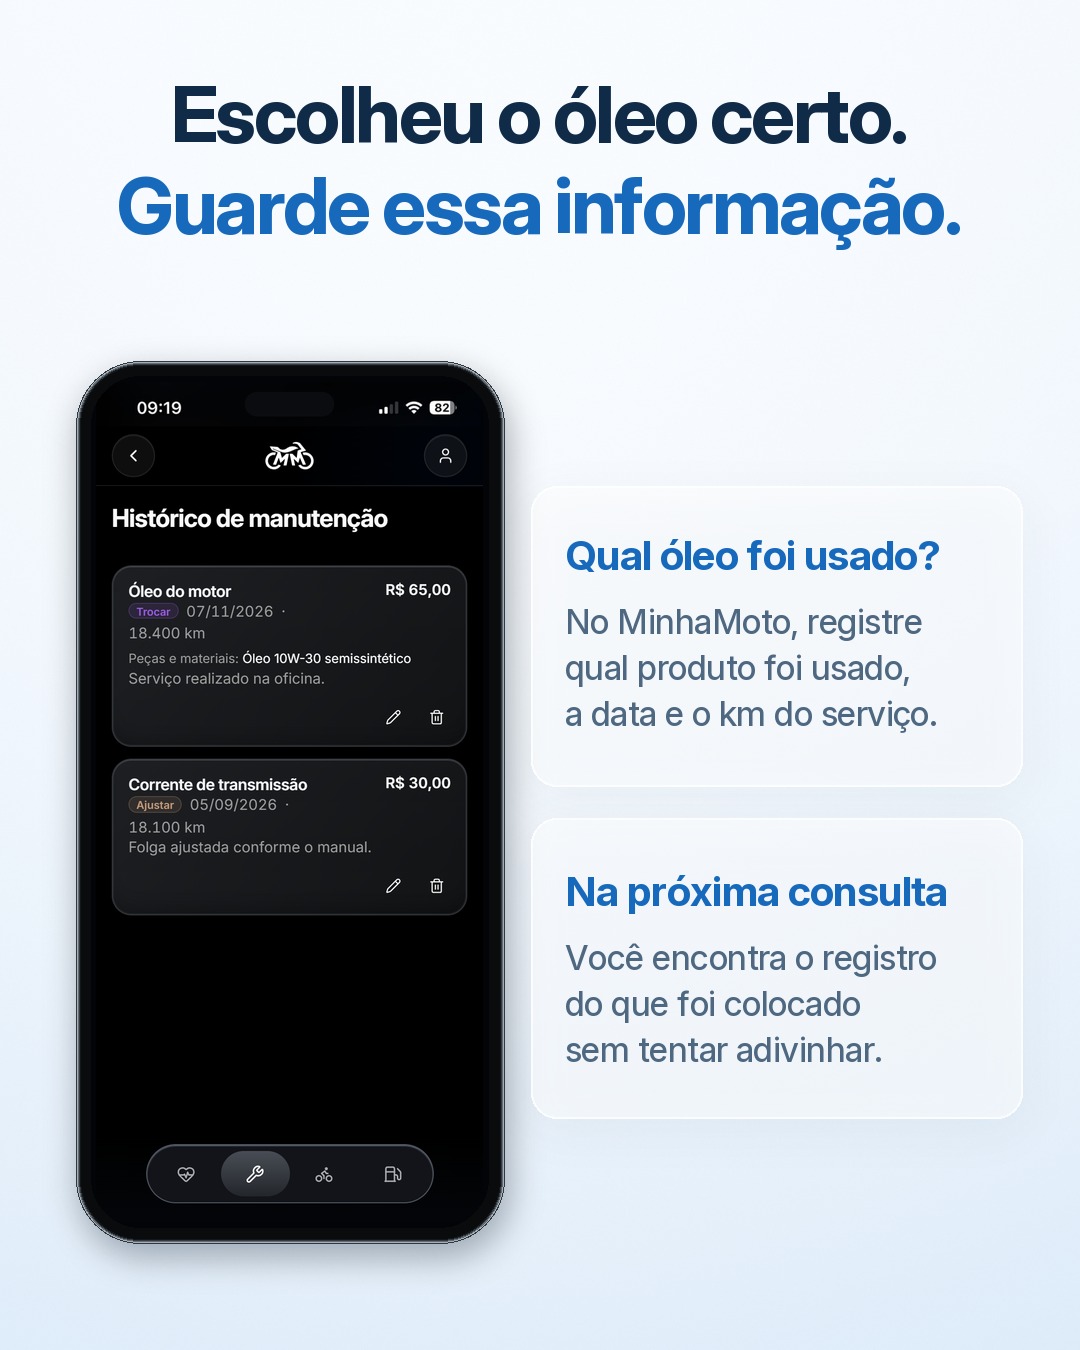 Escolheu o óleo certo.
Guarde essa informação.
09:19
82
MM
Histórico de manutenção
Óleo do motor
R$ 65,00
Trocar 07/11/2026 ·
18.400 km
Peças e materiais: Óleo 10W-30 semissintético
Serviço realizado na oficina.
Corrente de transmissão
R$ 30,00
Ajustar 05/09/2026 ·
18.100 km
Folga ajustada conforme o manual.
Qual óleo foi usado?
No MinhaMoto, registre
qual produto foi usado,
a data e o km do serviço.
Na próxima consulta
Você encontra o registro
do que foi colocado
sem tentar adivinhar.